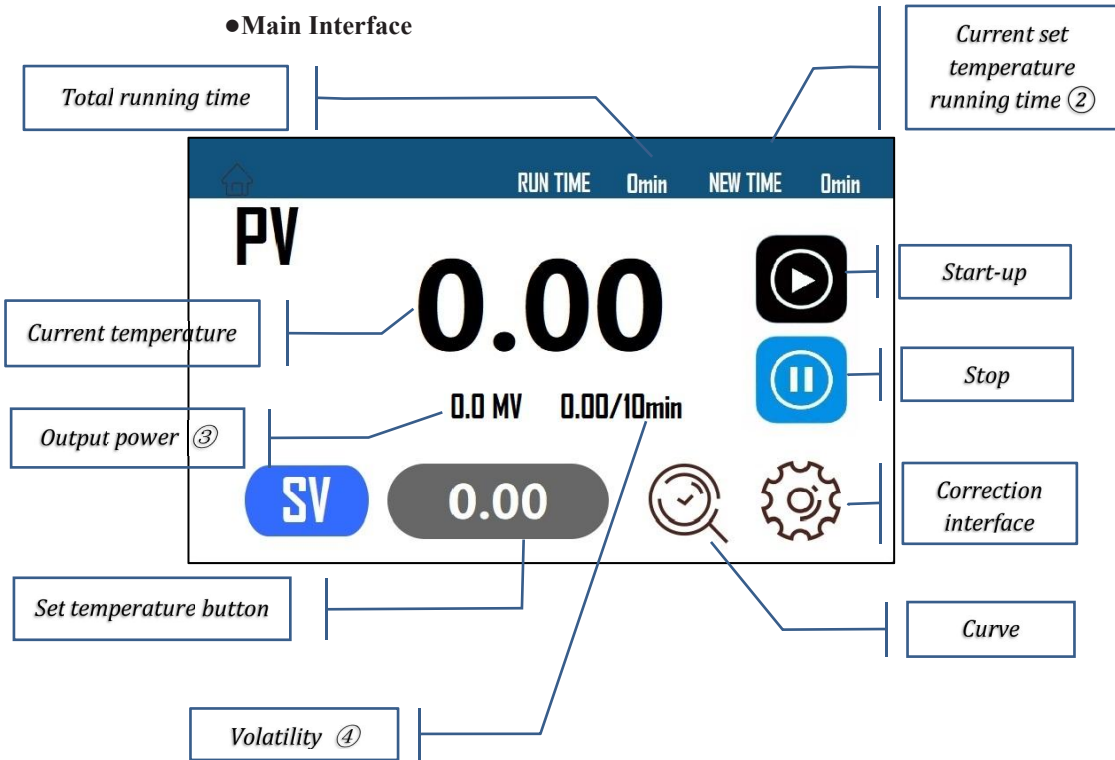 ●Main Interface
Current set
temperature
running time ②
Total running time
RUN TIME 0min NEW TIME 0min
PV
0.00
Start-up
Current temperature
Stop
0.0 MV 0.00/10min
Output power ③
SV
0.00
Correction
interface
Set temperature button
Curve
Volatility ④